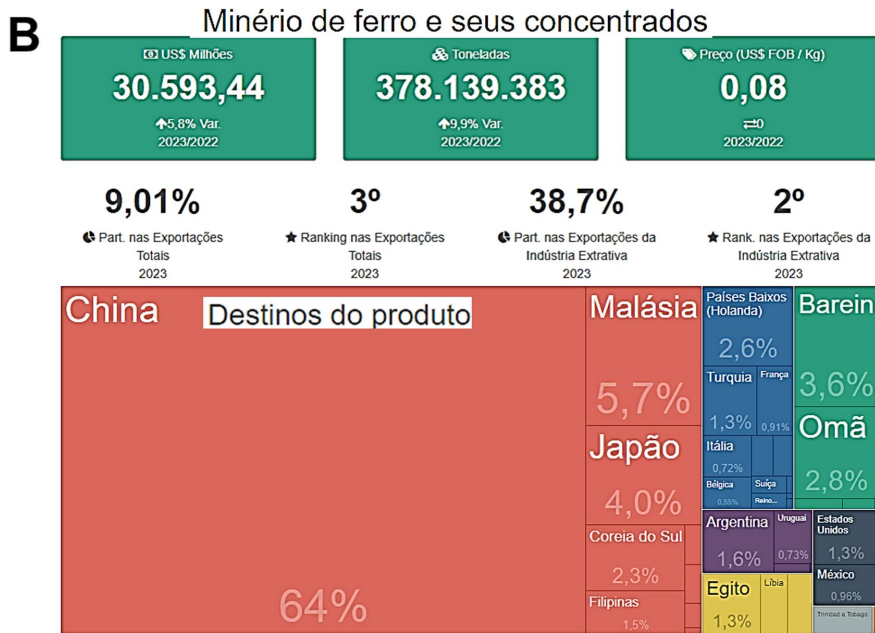 B
Minério de ferro e seus concentrados
US$ Milhões
30.593,44
5,8% Var.
2023/2022
Toneladas
378.139.383
9,9% Var.
2023/2022
Preço (US$ FOB / Kg)
0,08
0
2023/2022
9,01%
Part. nas Exportações
Totais
2023
3º
Ranking nas Exportações
Totais
2023
38,7%
Part. nas Exportações da
Indústria Extrativa
2023
2º
Rank. nas Exportações da
Indústria Extrativa
2023
Destinos do produto
China
64%
Malásia
5,7%
Japão
4,0%
Coreia do Sul
2,3%
Filipinas
1,5%
Países Baixos
(Holanda)
2,6%
Turquia
1,3%
França
0,91%
Itália
0,72%
Bélgica
0,55%
Suíça
Reino...
Barein
3,6%
Omã
2,8%
Argentina
1,6%
Uruguai
0,73%
Estados
Unidos
1,3%
México
0,96%
Egito
1,3%
Líbia
Trinidad e Tobago